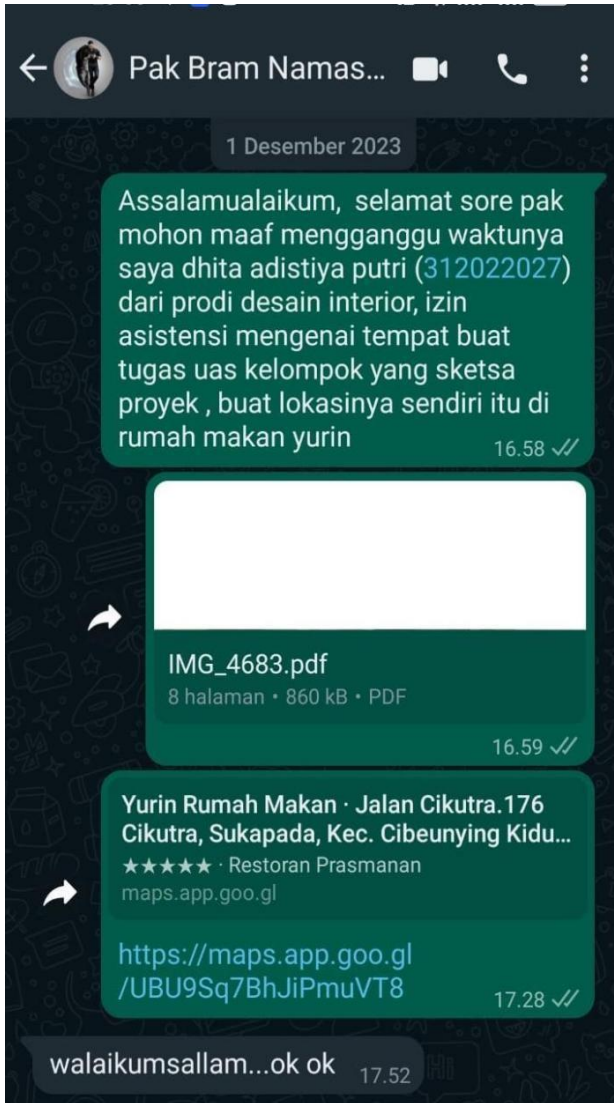 Pak Bram Namas...
1 Desember 2023
Assalamualaikum,  selamat sore pak
mohon maaf mengganggu waktunya
saya dhita adistiya putri (312022027)
dari prodi desain interior, izin
asistensi mengenai tempat buat
tugas uas kelompok yang sketsa
proyek , buat lokasinya sendiri itu di
rumah makan yurin
16.58
IMG_4683.pdf
8 halaman • 860 kB • PDF
16.59
Yurin Rumah Makan · Jalan Cikutra.176
Cikutra, Sukapada, Kec. Cibeunying Kidu...
★★★★★ · Restoran Prasmanan
maps.app.goo.gl
https://maps.app.goo.gl
/UBU9Sq7BhJiPmuVT8
17.28
walaikumsallam...ok ok 17.52